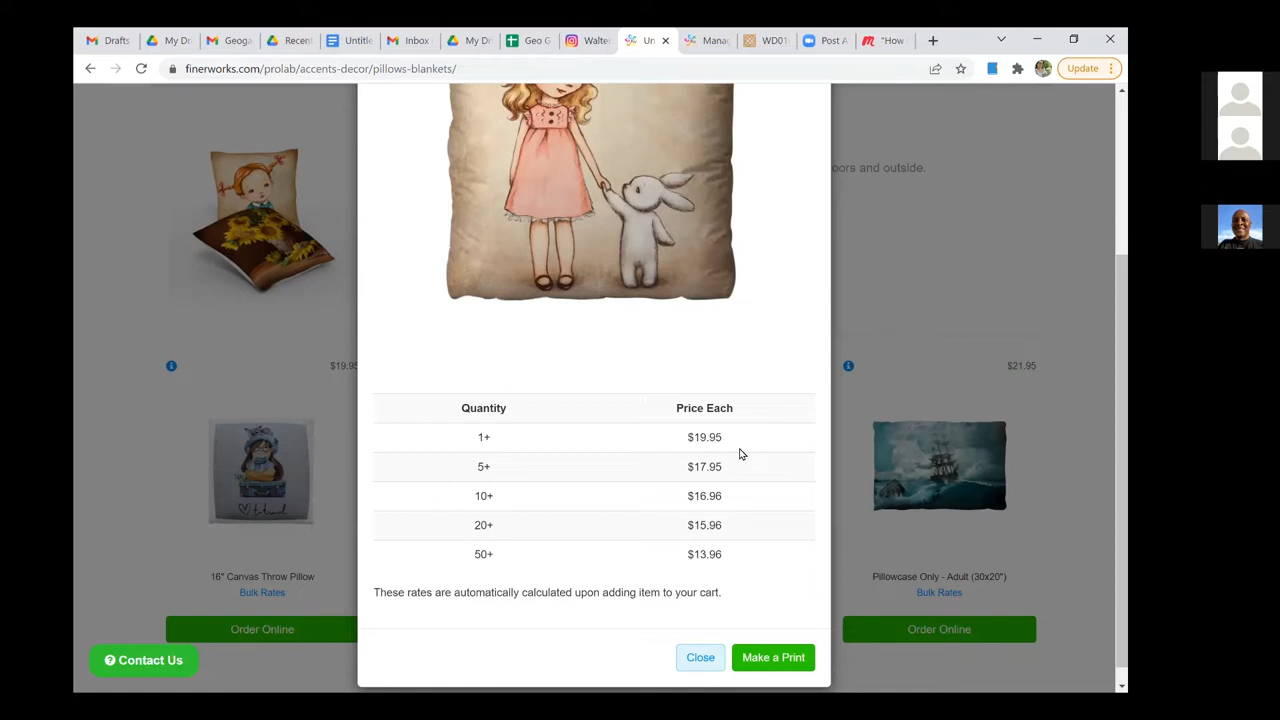 Drafts
My Dr
Geoga
Recent
Untitle
Inbox
My Dr
Geo G
Walte
Un
Manag
WD01
Post A
"How
finerworks.com/prolab/accents-decor/pillows-blankets/
Update
oors and outside.
$19.95
$21.95
Quantity Price Each
1+ $19.95
5+ $17.95
10+ $16.96
20+ $15.96
50+ $13.96
These rates are automatically calculated upon adding item to your cart.
16" Canvas Throw Pillow
Bulk Rates
Order Online
Pillowcase Only - Adult (30x20")
Bulk Rates
Order Online
Contact Us
Close
Make a Print